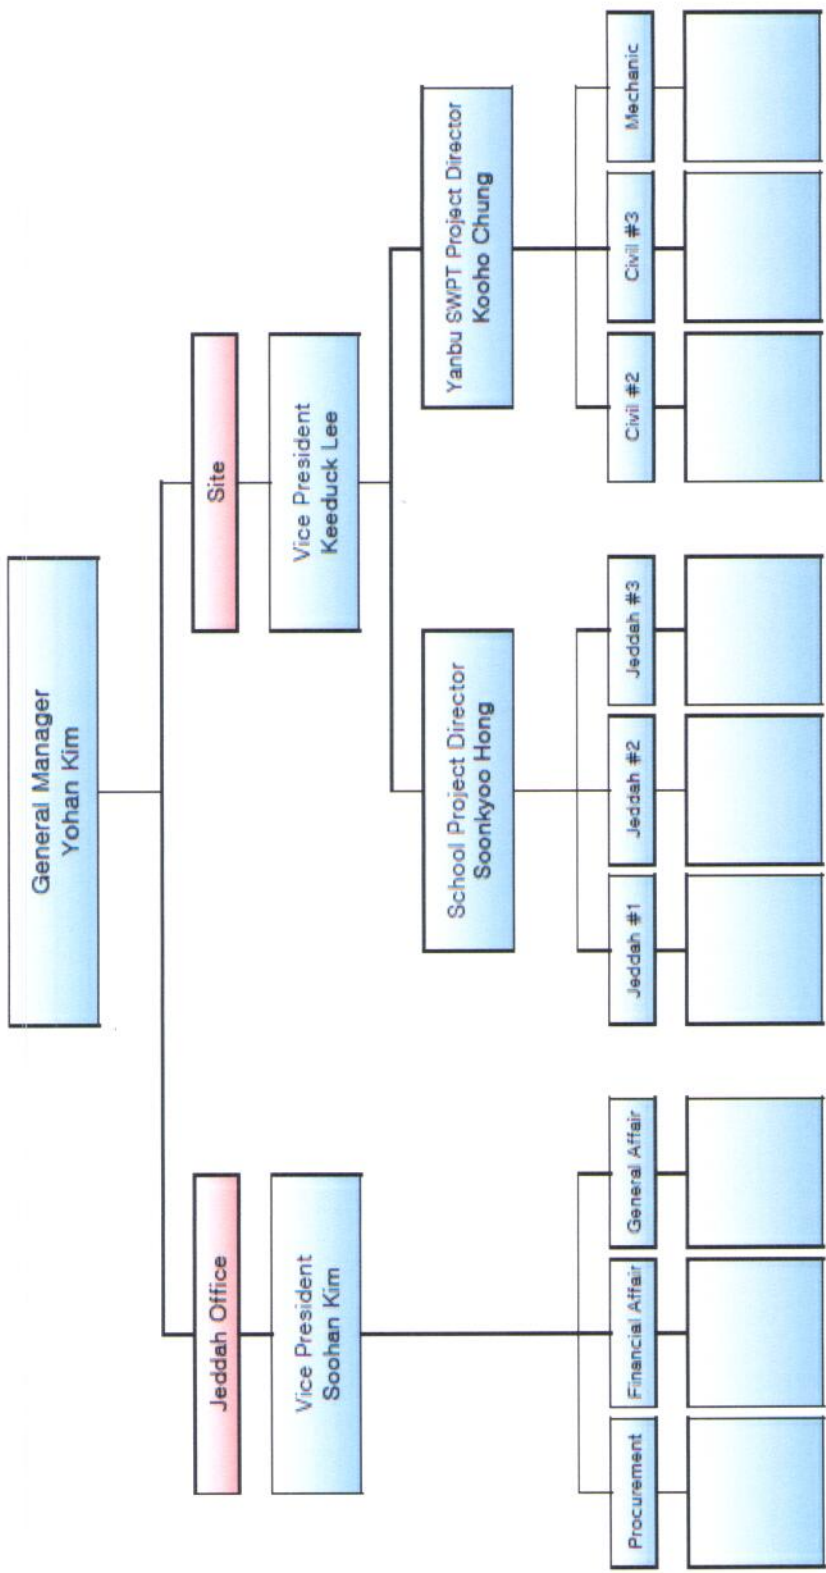 General Manager
Yohan Kim
Jeddah Office
Site
Vice President
Soohan Kim
Vice President
Keeduck Lee
School Project Director
Soonkyoo Hong
Yanbu SWPT Project Director
Kooho Chung
Procurement
Financial Affair
General Affair
Jeddah #1
Jeddah #2
Jeddah #3
Civil #2
Civil #3
Mechanic